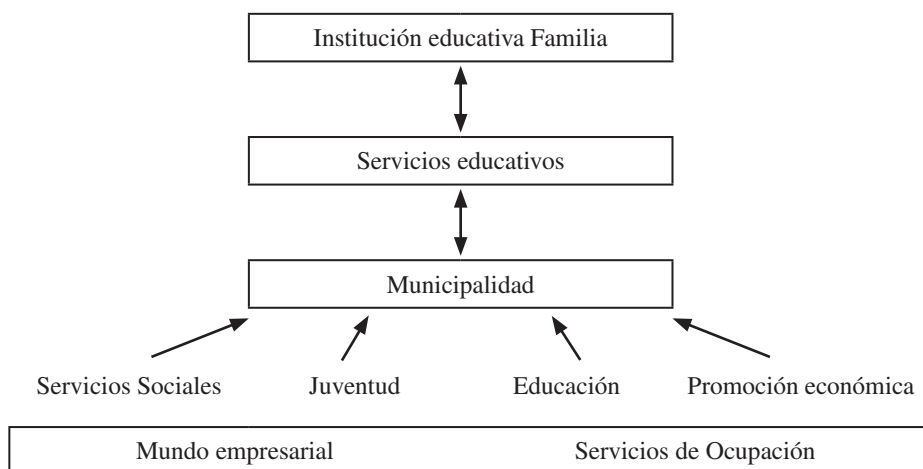 Institución educativa Familia
Servicios educativos
Municipalidad
Servicios Sociales Juventud Educación Promoción económica
Mundo empresarial Servicios de Ocupación